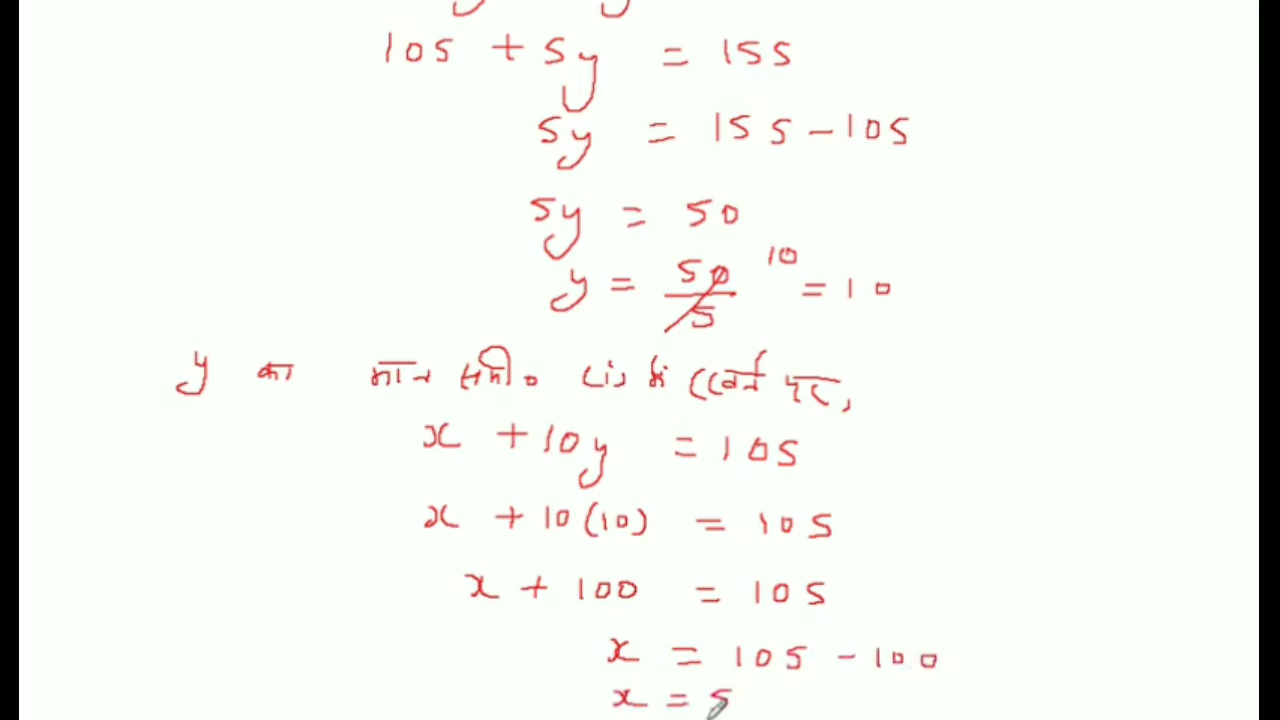 105 + 5y = 155
5y = 155 - 105
5y = 50
y = 50/5 10 = 10
y का मान समी० (i) में रखने पर,
x + 10y = 105
x + 10(10) = 105
x + 100 = 105
x = 105 - 100
x = 5